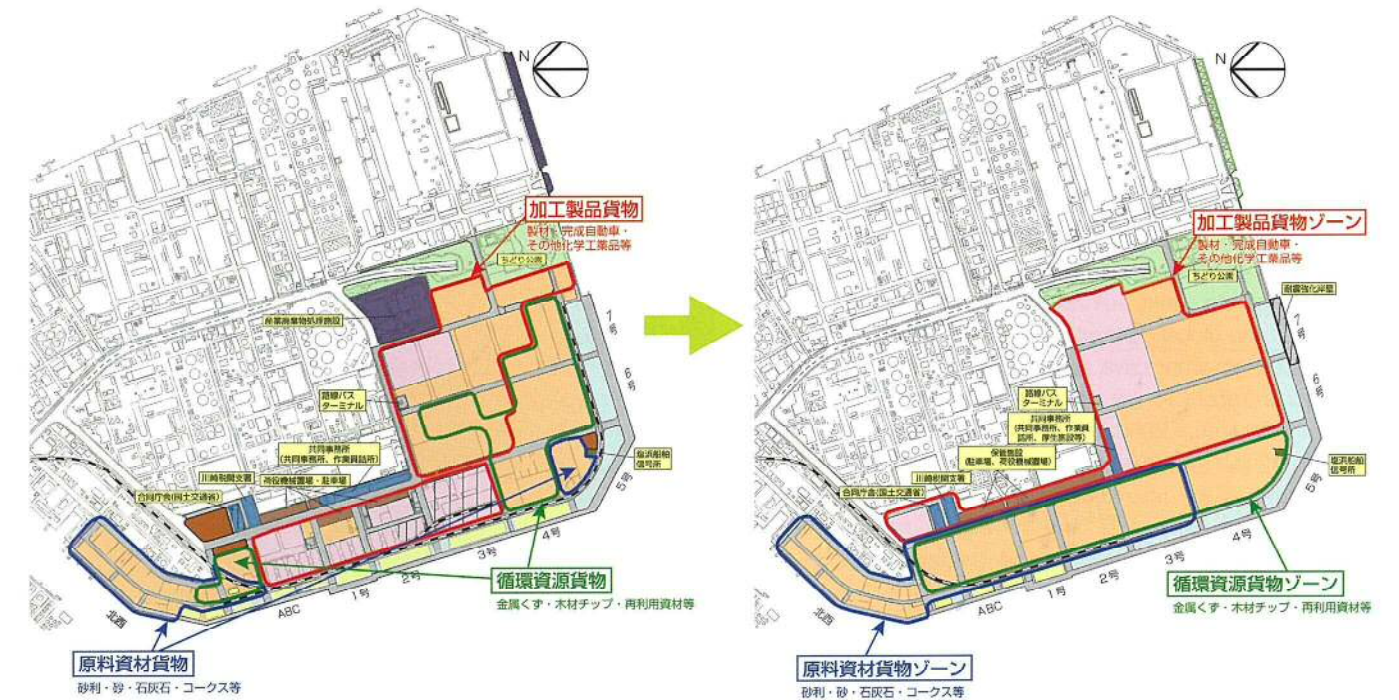 N
加工製品貨物
製材・完成自動車・
その他化学工業品等
ちどり公園
産業廃棄物処理施設
7号
6号
路線バス
ターミナル
共同事務所
(共同事務所、作業員詰所)
川崎税関支署
荷役機械置場・駐車場
合同庁舎(国土交通省)
塩浜船舶
信号所
5号
4号
3号
2号
1号
ABC
北西
循環資源貨物
金属くず・木材チップ・再利用資材等
原料資材貨物
砂利・砂・石灰石・コークス等
N
加工製品貨物ゾーン
製材・完成自動車・
その他化学工業品等
ちどり公園
耐震強化岸壁
7号
6号
路線バス
ターミナル
共同事務所
(共同事務所、作業員
詰所、厚生施設等)
保管施設
(駐車場、荷役機械置場)
川崎税関支署
合同庁舎(国土交通省)
塩浜船舶
信号所
5号
4号
3号
2号
1号
ABC
北西
循環資源貨物ゾーン
金属くず・木材チップ・再利用資材等
原料資材貨物ゾーン
砂利・砂・石灰石・コークス等